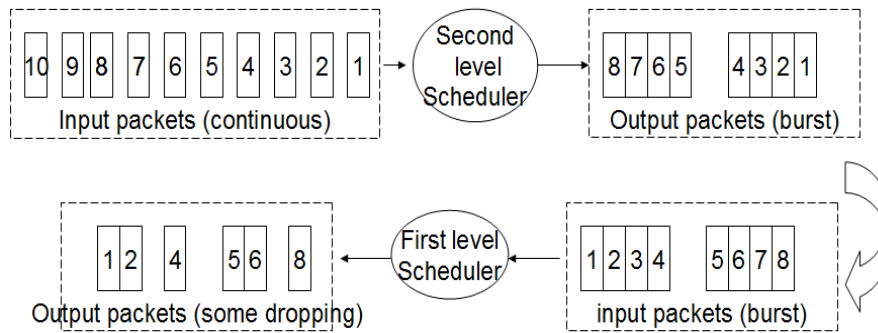 10 9 8 7 6 5 4 3 2 1
Input packets (continuous)
Second
level
Scheduler
8 7 6 5 4 3 2 1
Output packets (burst)
1 2 4 5 6 8
Output packets (some dropping)
First level
Scheduler
1 2 3 4 5 6 7 8
input packets (burst)